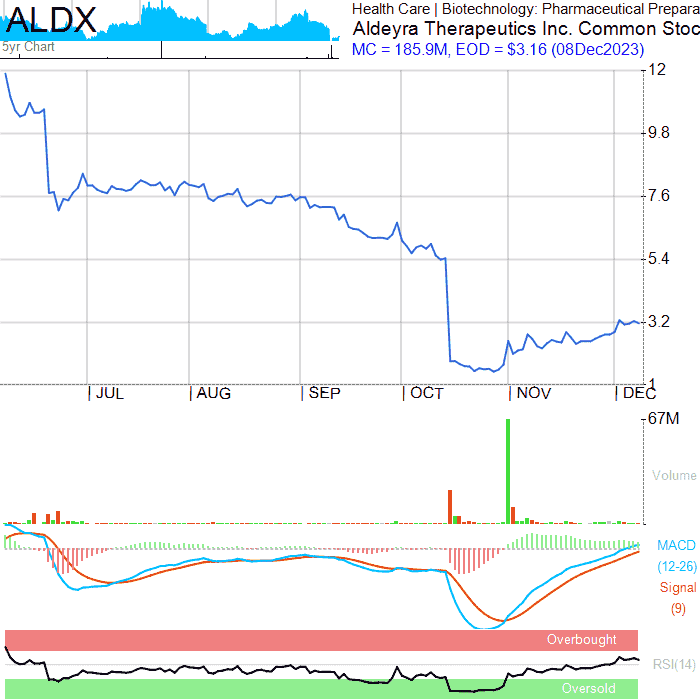 ALDX
5yr Chart
Health Care | Biotechnology: Pharmaceutical Prepara
Aldeyra Therapeutics Inc. Common Stoc
MC = 185.9M, EOD = $3.16 (08Dec2023)
12
9.8
7.6
5.4
3.2
1
JUL AUG SEP OCT NOV DEC
67M
Volume
MACD
(12-26)
Signal
(9)
Overbought
RSI(14)
Oversold